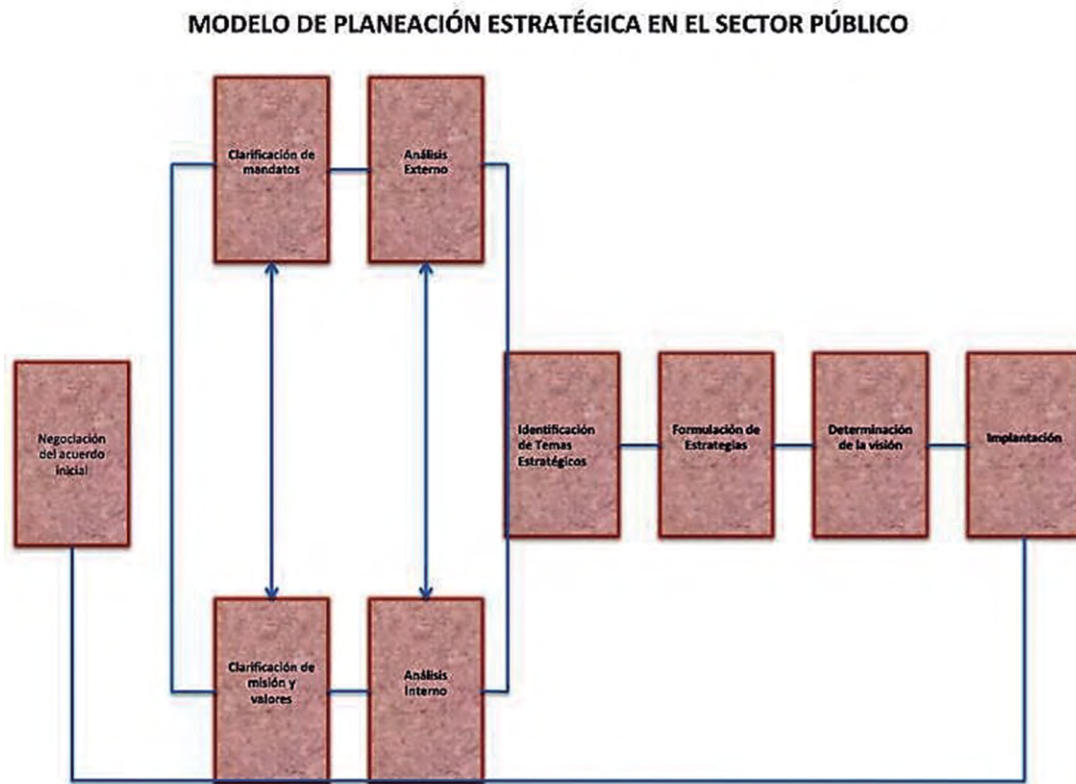 MODELO DE PLANEACIÓN ESTRATÉGICA EN EL SECTOR PÚBLICO
Clarificación de
mandatos
Análisis
Externo
Negociación
del acuerdo
inicial
Identificación
de Temas
Estratégicos
Formulación de
Estrategias
Determinación
de la visión
Implantación
Clarificación de
misión y
valores
Análisis
Interno